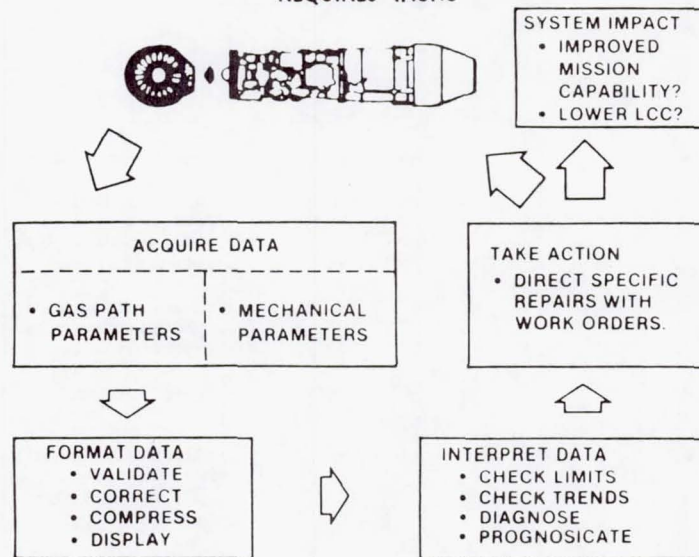 SYSTEM IMPACT
• IMPROVED
MISSION
CAPABILITY?
• LOWER LCC?
ACQUIRE DATA
• GAS PATH
PARAMETERS
• MECHANICAL
PARAMETERS
TAKE ACTION
• DIRECT SPECIFIC
REPAIRS WITH
WORK ORDERS.
FORMAT DATA
• VALIDATE
• CORRECT
• COMPRESS
• DISPLAY
INTERPRET DATA
• CHECK LIMITS
• CHECK TRENDS
• DIAGNOSE
• PROGNOSICATE